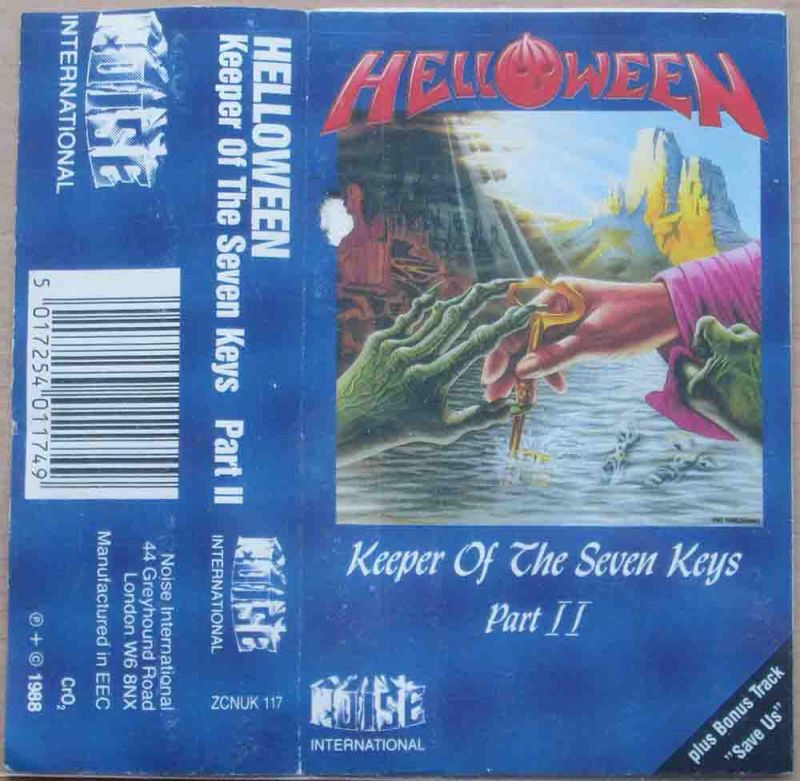 NOISE
INTERNATIONAL
5 017254 011749
Noise International
44 Greyhound Road
London W6 8NX
Manufactured in EEC
CrO₂
℗ + © 1988
HELLOWEEN
Keeper Of The Seven Keys Part II
NOISE
INTERNATIONAL
ZCNUK 117
HELLOWEEN
Keeper Of The Seven Keys
Part II
NOISE
INTERNATIONAL
plus Bonus Track
"Save Us"